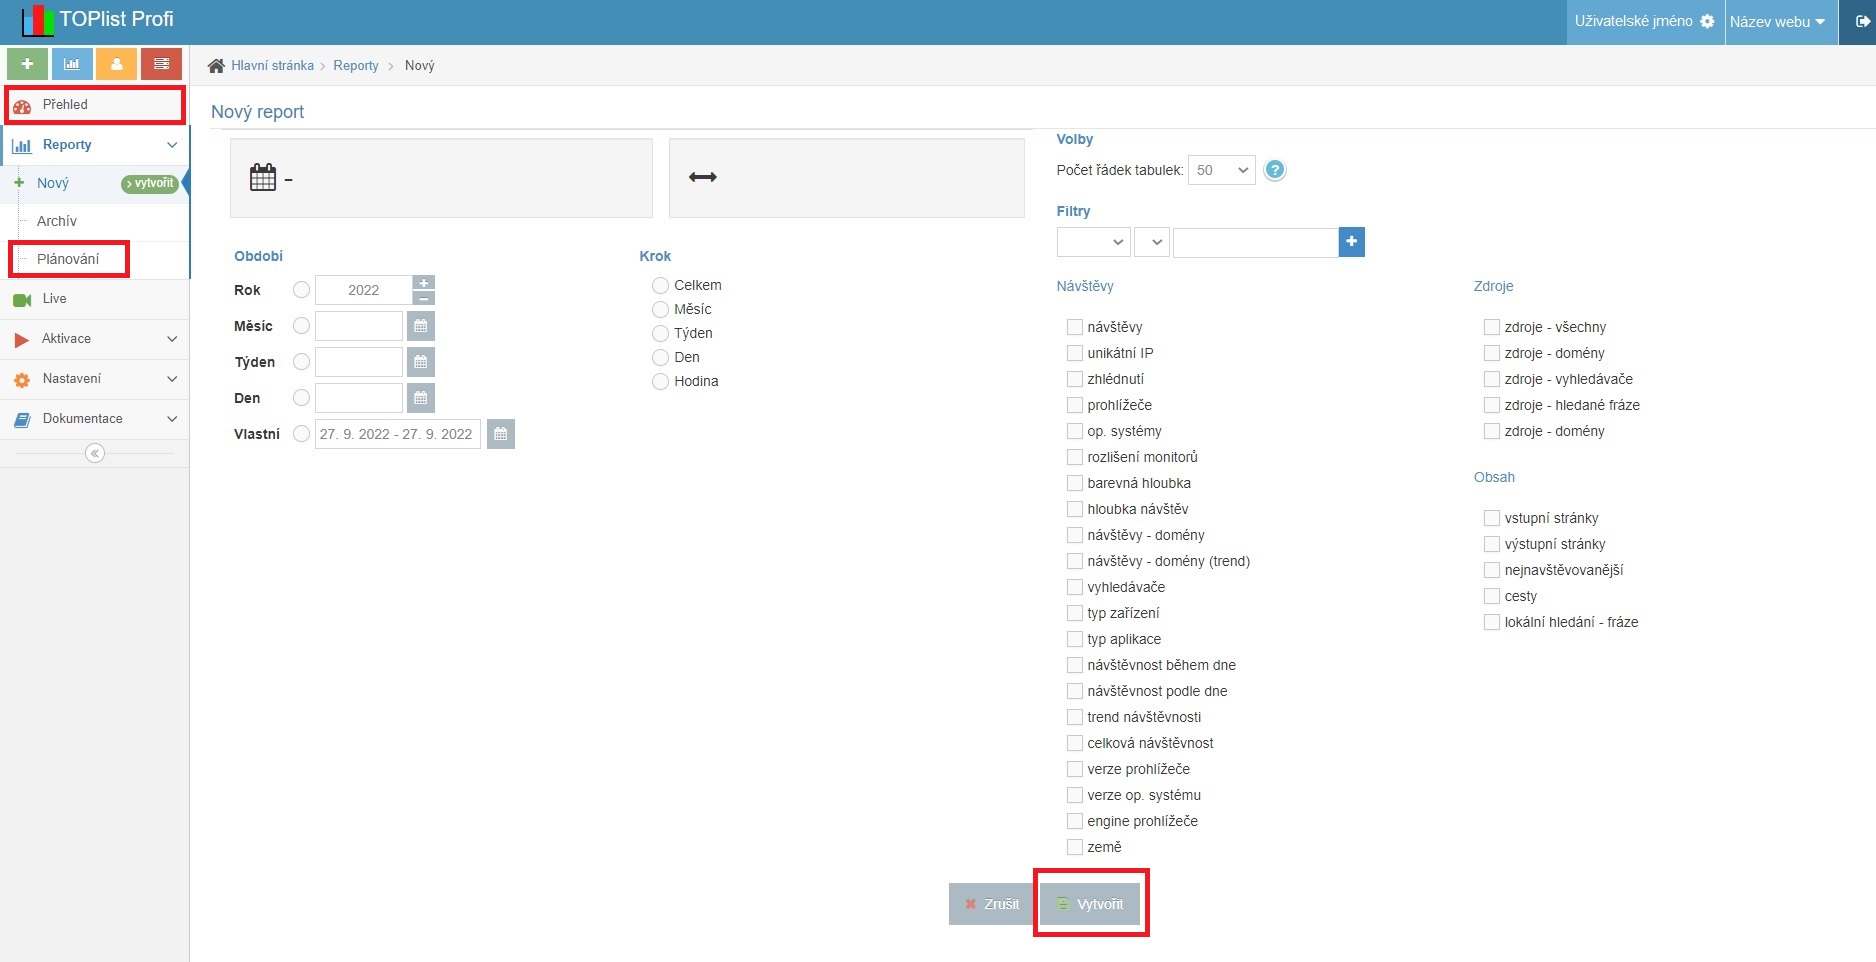 TOPlist Profi
Uživatelské jméno
Název webu
Hlavní stránka > Reporty > Nový
Přehled
Reporty
Nový
> vytvořit
Archív
Plánování
Live
Aktivace
Nastavení
Dokumentace
Nový report
-
Období
Rok 2022
Měsíc
Týden
Den
Vlastní 27. 9. 2022 - 27. 9. 2022
Krok
Celkem
Měsíc
Týden
Den
Hodina
Volby
Počet řádek tabulek: 50 ?
Filtry
Návštěvy
návštěvy
unikátní IP
zhlédnutí
prohlížeče
op. systémy
rozlišení monitorů
barevná hloubka
hloubka návštěv
návštěvy - domény
návštěvy - domény (trend)
vyhledávače
typ zařízení
typ aplikace
návštěvnost během dne
návštěvnost podle dne
trend návštěvnosti
celková návštěvnost
verze prohlížeče
verze op. systému
engine prohlížeče
země
Zdroje
zdroje - všechny
zdroje - domény
zdroje - vyhledávače
zdroje - hledané fráze
zdroje - domény
Obsah
vstupní stránky
výstupní stránky
nejnavštěvovanější
cesty
lokální hledání - fráze
Zrušit
Vytvořit